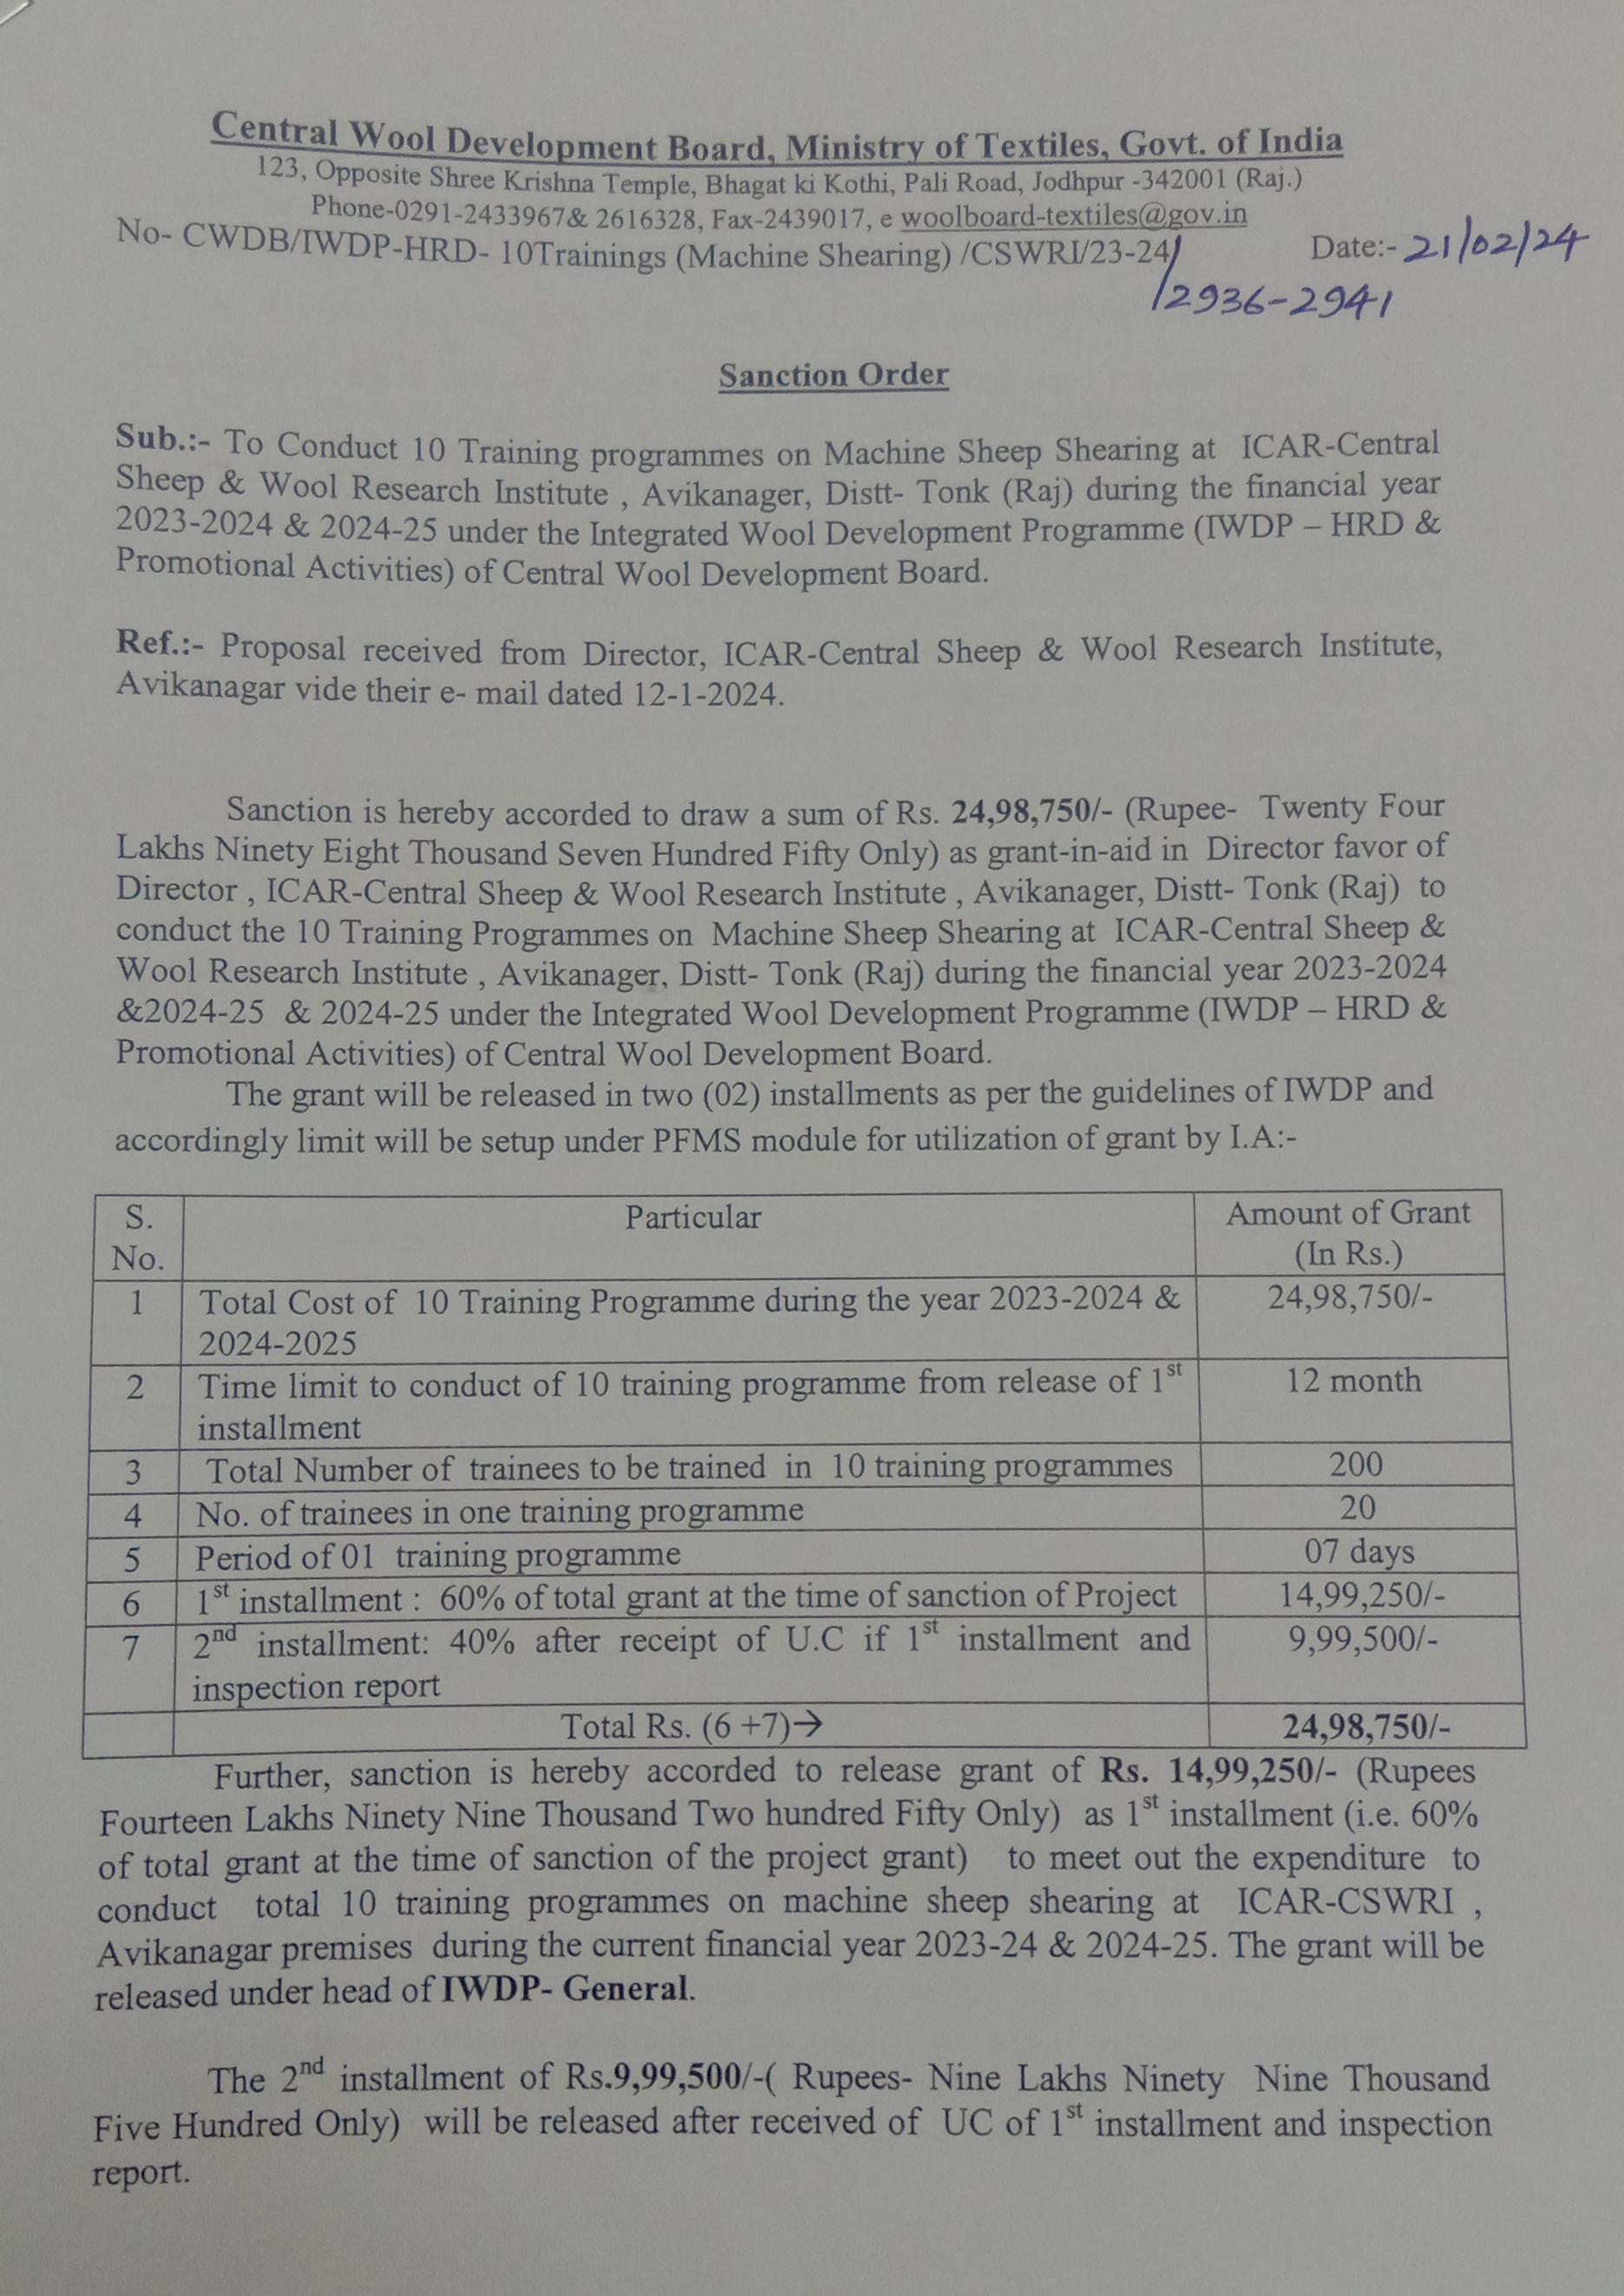 Central Wool Development Board, Ministry of Textiles, Govt. of India
123, Opposite Shree Krishna Temple, Bhagat ki Kothi, Pali Road, Jodhpur -342001 (Raj.)
Phone-0291-2433967& 2616328, Fax-2439017, e woolboard-textiles@gov.in
No- CWDB/IWDP-HRD- 10Trainings (Machine Shearing) /CSWRI/23-24/ Date:- 21/02/24
/2936-2941
Sanction Order
Sub.:- To Conduct 10 Training programmes on Machine Sheep Shearing at ICAR-Central
Sheep & Wool Research Institute , Avikanager, Distt- Tonk (Raj) during the financial year
2023-2024 & 2024-25 under the Integrated Wool Development Programme (IWDP – HRD &
Promotional Activities) of Central Wool Development Board.
Ref.:- Proposal received from Director, ICAR-Central Sheep & Wool Research Institute,
Avikanagar vide their e- mail dated 12-1-2024.
Sanction is hereby accorded to draw a sum of Rs. 24,98,750/- (Rupee- Twenty Four
Lakhs Ninety Eight Thousand Seven Hundred Fifty Only) as grant-in-aid in Director favor of
Director , ICAR-Central Sheep & Wool Research Institute , Avikanager, Distt- Tonk (Raj) to
conduct the 10 Training Programmes on Machine Sheep Shearing at ICAR-Central Sheep &
Wool Research Institute , Avikanager, Distt- Tonk (Raj) during the financial year 2023-2024
&2024-25 & 2024-25 under the Integrated Wool Development Programme (IWDP – HRD &
Promotional Activities) of Central Wool Development Board.
The grant will be released in two (02) installments as per the guidelines of IWDP and
accordingly limit will be setup under PFMS module for utilization of grant by I.A:-
S. Particular Amount of Grant
No. (In Rs.)
1 Total Cost of 10 Training Programme during the year 2023-2024 & 24,98,750/-
2024-2025
2 Time limit to conduct of 10 training programme from release of 1st 12 month
installment
3 Total Number of trainees to be trained in 10 training programmes 200
4 No. of trainees in one training programme 20
5 Period of 01 training programme 07 days
6 1st installment : 60% of total grant at the time of sanction of Project 14,99,250/-
7 2nd installment: 40% after receipt of U.C if 1st installment and 9,99,500/-
inspection report
Total Rs. (6 +7)→ 24,98,750/-
Further, sanction is hereby accorded to release grant of Rs. 14,99,250/- (Rupees
Fourteen Lakhs Ninety Nine Thousand Two hundred Fifty Only) as 1st installment (i.e. 60%
of total grant at the time of sanction of the project grant) to meet out the expenditure to
conduct total 10 training programmes on machine sheep shearing at ICAR-CSWRI ,
Avikanagar premises during the current financial year 2023-24 & 2024-25. The grant will be
released under head of IWDP- General.
The 2nd installment of Rs.9,99,500/-( Rupees- Nine Lakhs Ninety Nine Thousand
Five Hundred Only) will be released after received of UC of 1st installment and inspection
report.